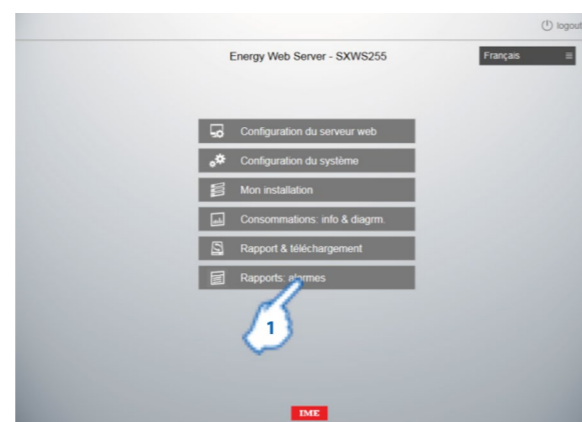 logout
Energy Web Server - SXWS255
Français
Configuration du serveur web
Configuration du système
Mon installation
Consommations: info & diagrm.
Rapport & téléchargement
Rapports: alarmes
1
IME